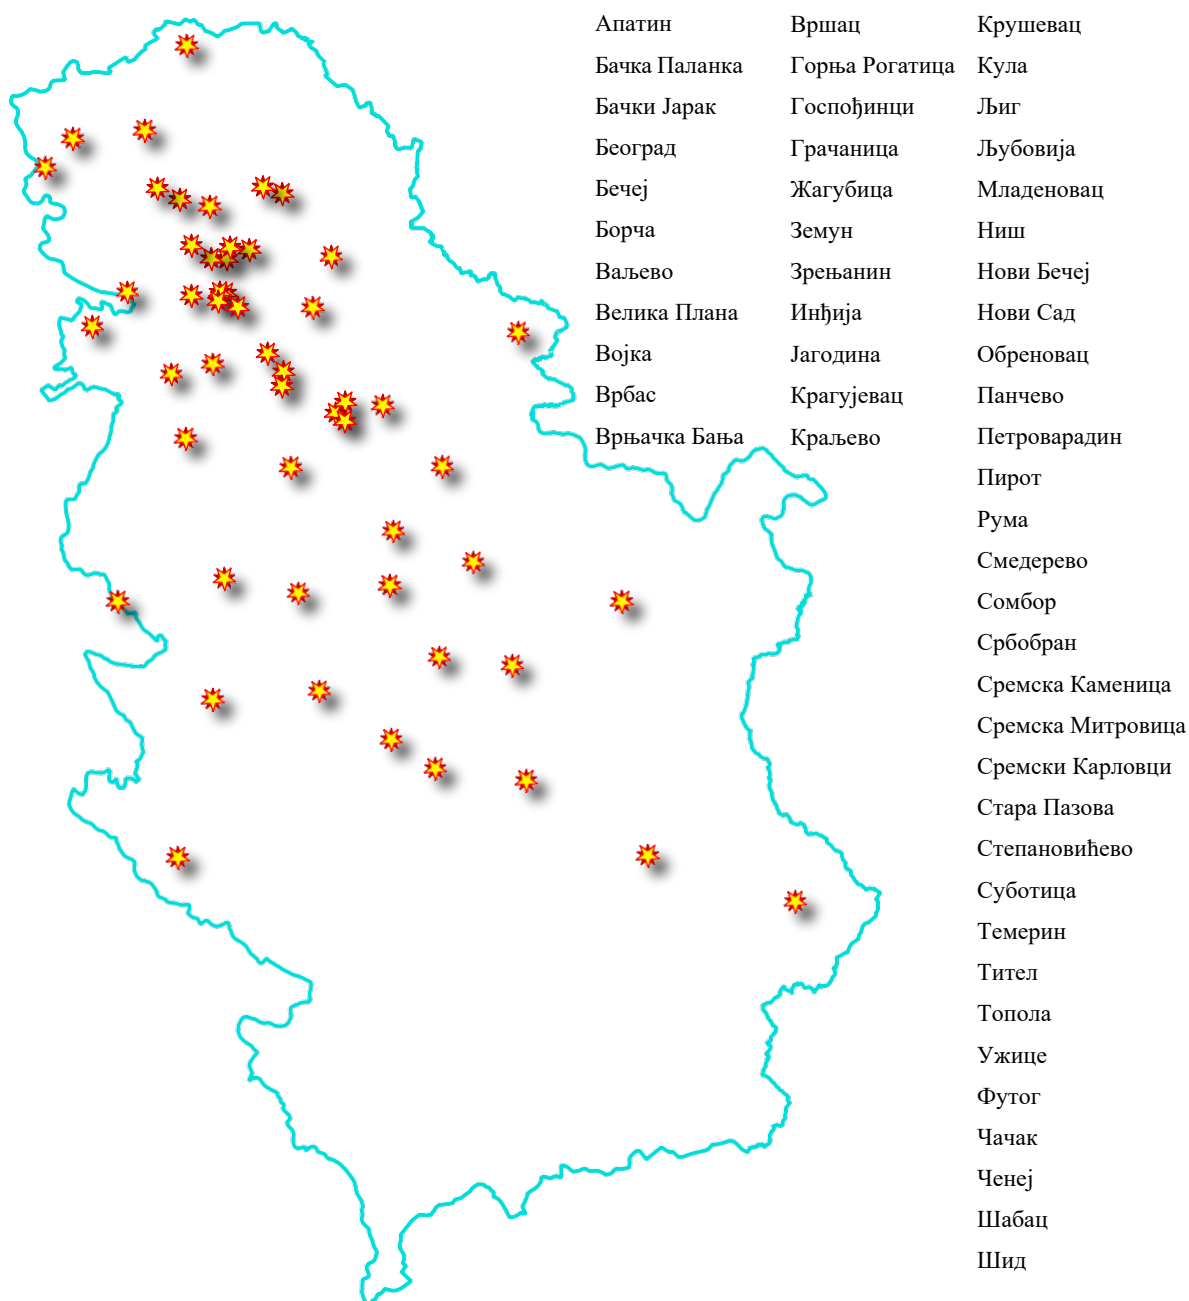 Апатин
Бачка Паланка
Бачки Јарак
Београд
Бечеј
Борча
Ваљево
Велика Плана
Војка
Врбас
Врњачка Бања
Вршац
Горња Рогатица
Госпођинци
Грачаница
Жагубица
Земун
Зрењанин
Инђија
Јагодина
Крагујевац
Краљево
Крушевац
Кула
Љиг
Љубовија
Младеновац
Ниш
Нови Бечеј
Нови Сад
Обреновац
Панчево
Петроварадин
Пирот
Рума
Смедерево
Сомбор
Србобран
Сремска Каменица
Сремска Митровица
Сремски Карловци
Стара Пазова
Степановићево
Суботица
Темерин
Тител
Топола
Ужице
Футог
Чачак
Ченеј
Шабац
Шид